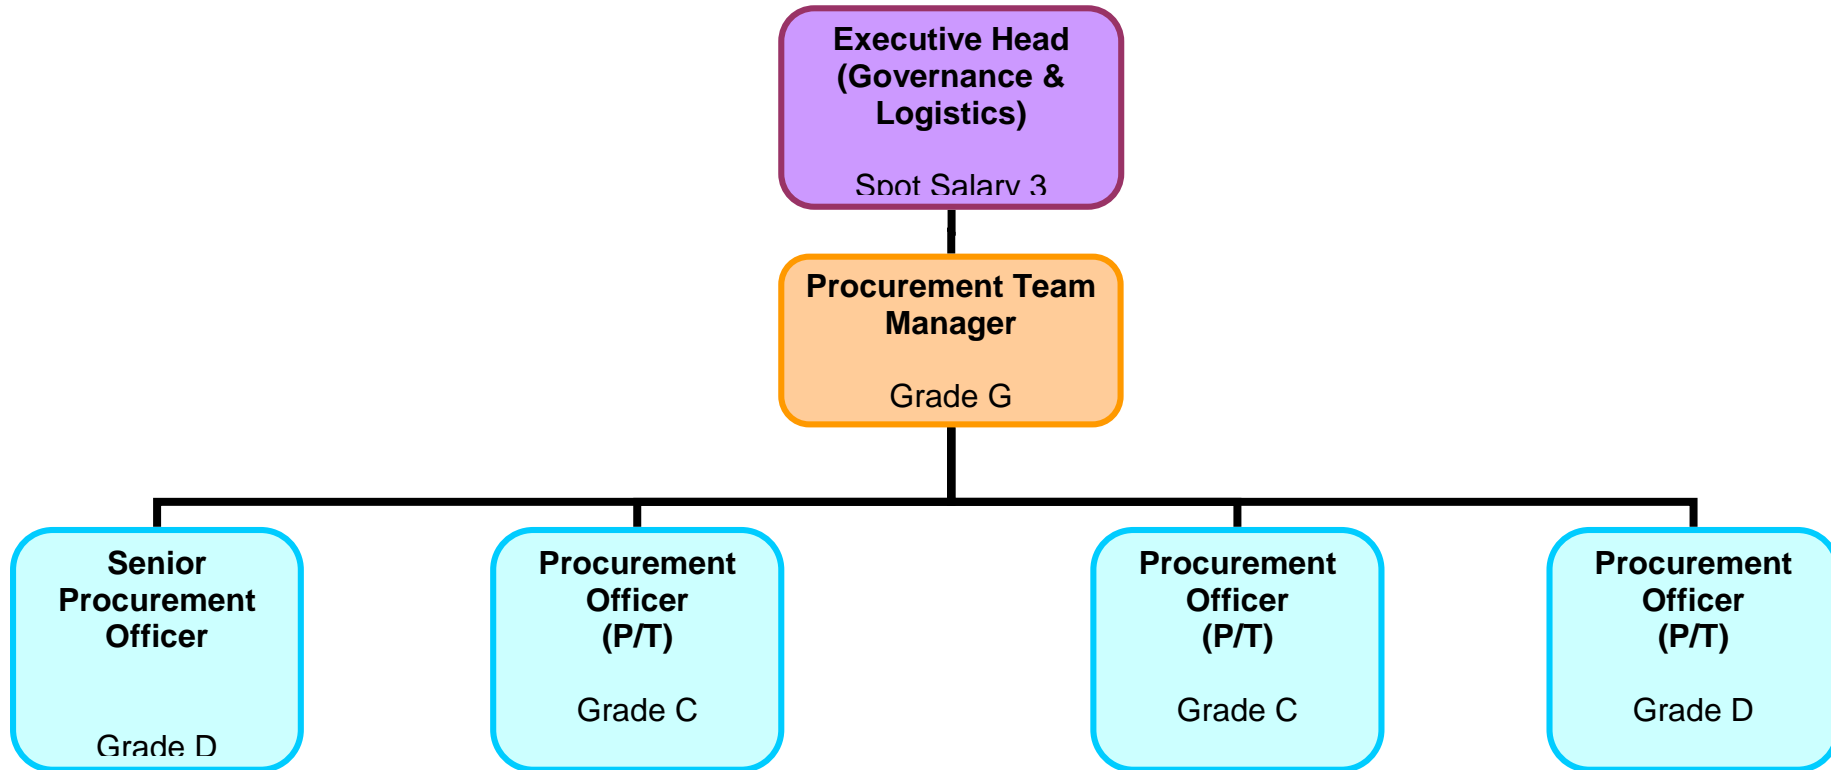 Executive Head
(Governance &
Logistics)
Spot Salary 3
Procurement Team
Manager
Grade G
Senior
Procurement
Officer
Grade D
Procurement
Officer
(P/T)
Grade C
Procurement
Officer
(P/T)
Grade C
Procurement
Officer
(P/T)
Grade D